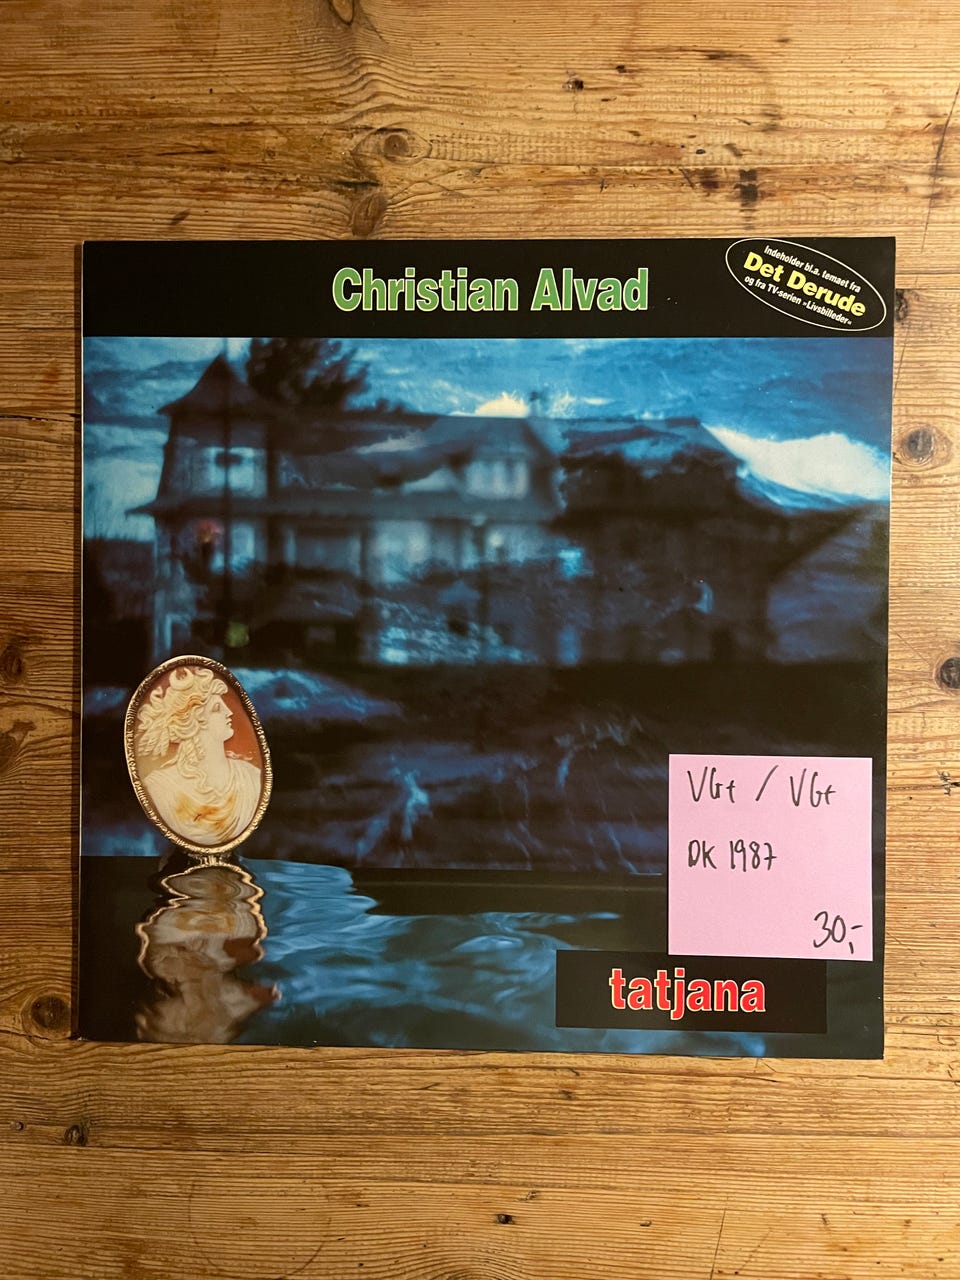 Christian Alvad
Indeholder bl.a. temaet fra
Det Derude
og fra TV-serien »Livsbilleder«
VG+ / VG+
DK 1987
30,-
tatjana